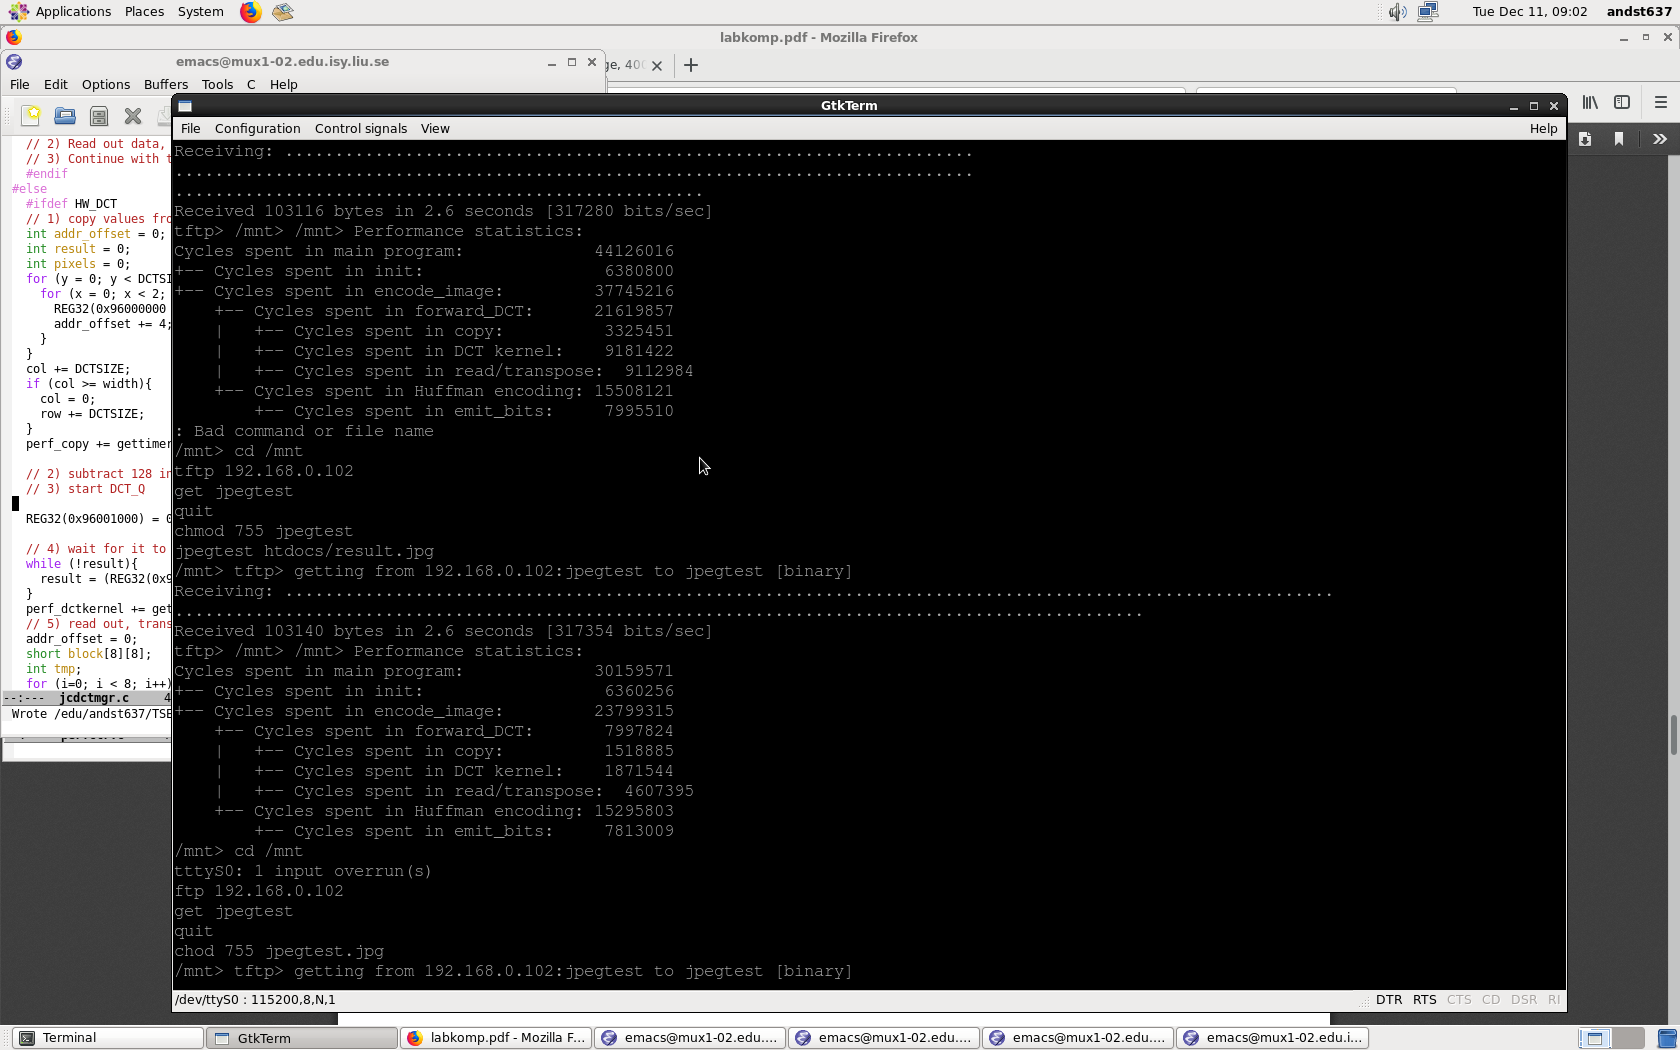 Applications Places System Tue Dec 11, 09:02 andst637
labkomp.pdf - Mozilla Firefox
emacs@mux1-02.edu.isy.liu.se
File Edit Options Buffers Tools C Help
// 2) Read out data,
// 3) Continue with t
#endif
#else
#ifdef HW_DCT
// 1) copy values fro
int addr_offset = 0;
int result = 0;
int pixels = 0;
for (y = 0; y < DCTSI
for (x = 0; x < 2;
REG32(0x96000000
addr_offset += 4;
}
}
col += DCTSIZE;
if (col >= width){
col = 0;
row += DCTSIZE;
}
perf_copy += gettimer
// 2) subtract 128 in
// 3) start DCT_Q
REG32(0x96001000) = 0
// 4) wait for it to
while (!result){
result = (REG32(0x9
}
perf_dctkernel += get
// 5) read out, trans
addr_offset = 0;
short block[8][8];
int tmp;
for (i=0; i < 8; i++)
--:--- jcdctmgr.c 4
Wrote /edu/andst637/TSE
GtkTerm
File Configuration Control signals View Help
Receiving: .....................................................................
................................................................................
.....................................................
Received 103116 bytes in 2.6 seconds [317280 bits/sec]
tftp> /mnt> /mnt> Performance statistics:
Cycles spent in main program: 44126016
+-- Cycles spent in init: 6380800
+-- Cycles spent in encode_image: 37745216
+-- Cycles spent in forward_DCT: 21619857
| +-- Cycles spent in copy: 3325451
| +-- Cycles spent in DCT kernel: 9181422
| +-- Cycles spent in read/transpose: 9112984
+-- Cycles spent in Huffman encoding: 15508121
+-- Cycles spent in emit_bits: 7995510
: Bad command or file name
/mnt> cd /mnt
tftp 192.168.0.102
get jpegtest
quit
chmod 755 jpegtest
jpegtest htdocs/result.jpg
/mnt> tftp> getting from 192.168.0.102:jpegtest to jpegtest [binary]
Receiving: .........................................................................................................
.................................................................................................
Received 103140 bytes in 2.6 seconds [317354 bits/sec]
tftp> /mnt> /mnt> Performance statistics:
Cycles spent in main program: 30159571
+-- Cycles spent in init: 6360256
+-- Cycles spent in encode_image: 23799315
+-- Cycles spent in forward_DCT: 7997824
| +-- Cycles spent in copy: 1518885
| +-- Cycles spent in DCT kernel: 1871544
| +-- Cycles spent in read/transpose: 4607395
+-- Cycles spent in Huffman encoding: 15295803
+-- Cycles spent in emit_bits: 7813009
/mnt> cd /mnt
tttyS0: 1 input overrun(s)
ftp 192.168.0.102
get jpegtest
quit
chod 755 jpegtest.jpg
/mnt> tftp> getting from 192.168.0.102:jpegtest to jpegtest [binary]
/dev/ttyS0 : 115200,8,N,1 DTR RTS CTS CD DSR RI
Terminal GtkTerm labkomp.pdf - Mozilla F... emacs@mux1-02.edu.... emacs@mux1-02.edu.... emacs@mux1-02.edu.... emacs@mux1-02.edu.i...